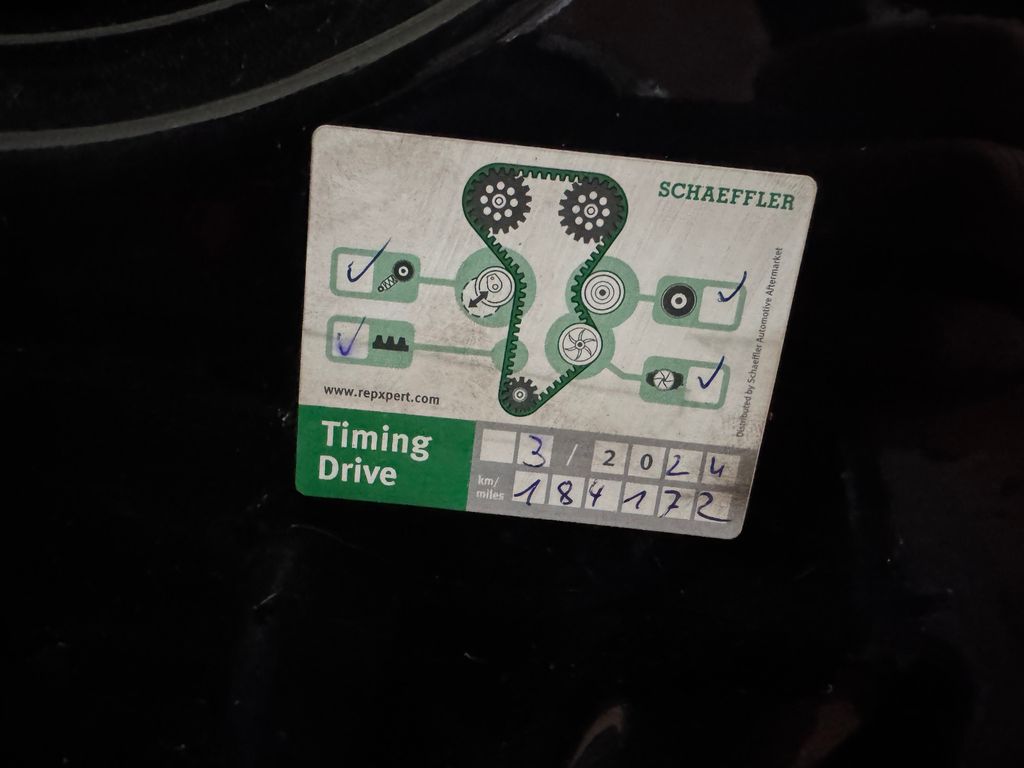 SCHAEFFLER
Distributed by Schaeffler Automotive Aftermarket
www.repxpert.com
Timing
Drive
3 / 2024
km/
miles
184172